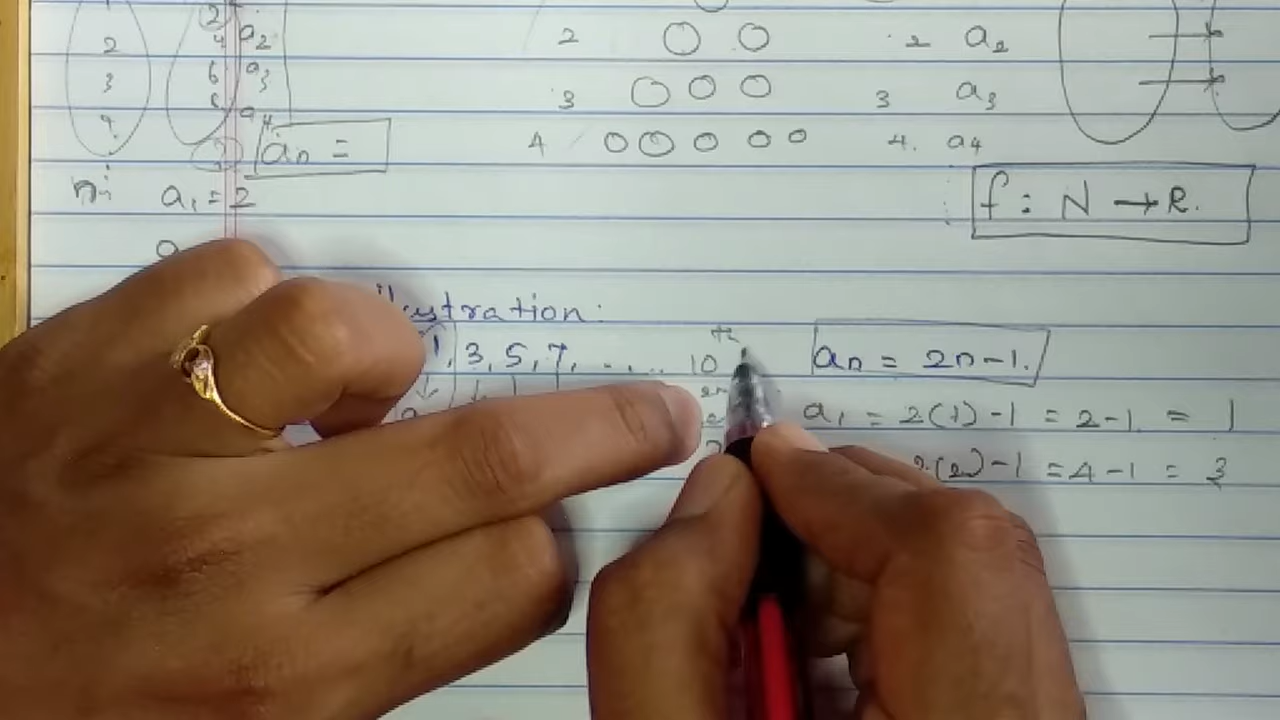 2 4 a2 2 ○ ○ 2 a2
3 6 a3 3 ○ ○ ○ 3 a3
a4 4 ○ ○ ○ ○ ○ 4. a4
an =
n: a1 = 2 f : N → R.
illustration:
1, 3, 5, 7, ...... 10th an = 2n-1.
a1 = 2(1)-1 = 2-1 = 1
2(2)-1 = 4-1 = 3